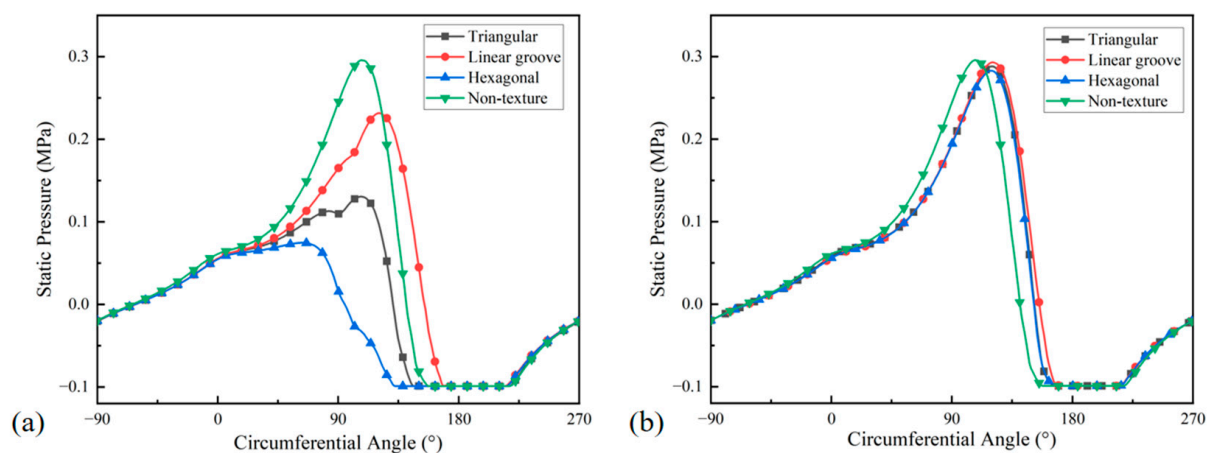 Triangular
Linear groove
Hexagonal
Non-texture
0.3
0.2
0.1
0.0
−0.1
Static Pressure (MPa)
−90 0 90 180 270
Circumferential Angle (°)
(a)
Triangular
Linear groove
Hexagonal
Non-texture
0.3
0.2
0.1
0.0
−0.1
Static Pressure (MPa)
−90 0 90 180 270
Circumferential Angle (°)
(b)